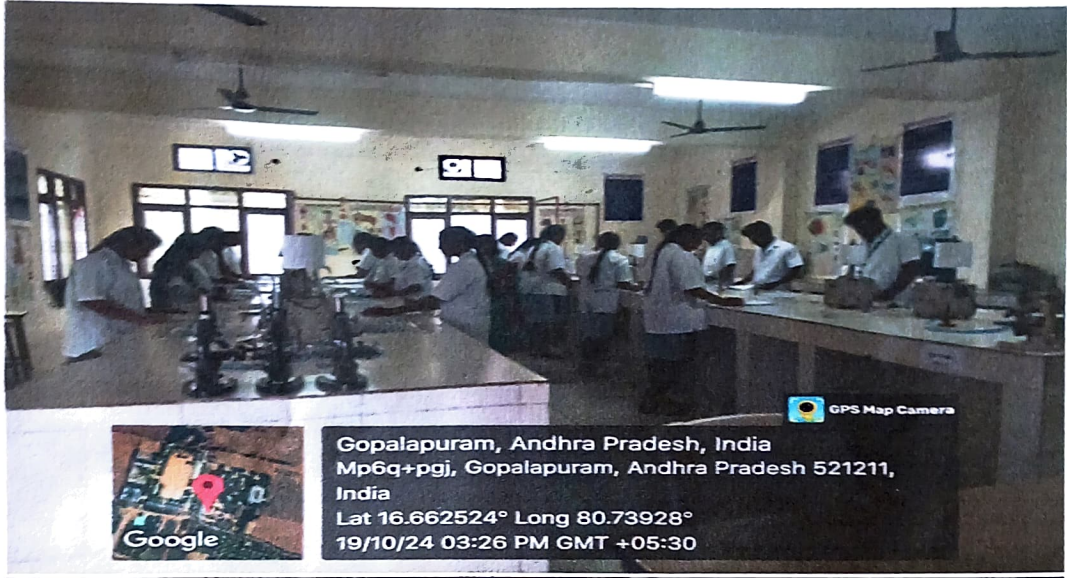 GPS Map Camera
Gopalapuram, Andhra Pradesh, India
Mp6q+pgj, Gopalapuram, Andhra Pradesh 521211,
India
Lat 16.662524° Long 80.73928°
19/10/24 03:26 PM GMT +05:30
Google